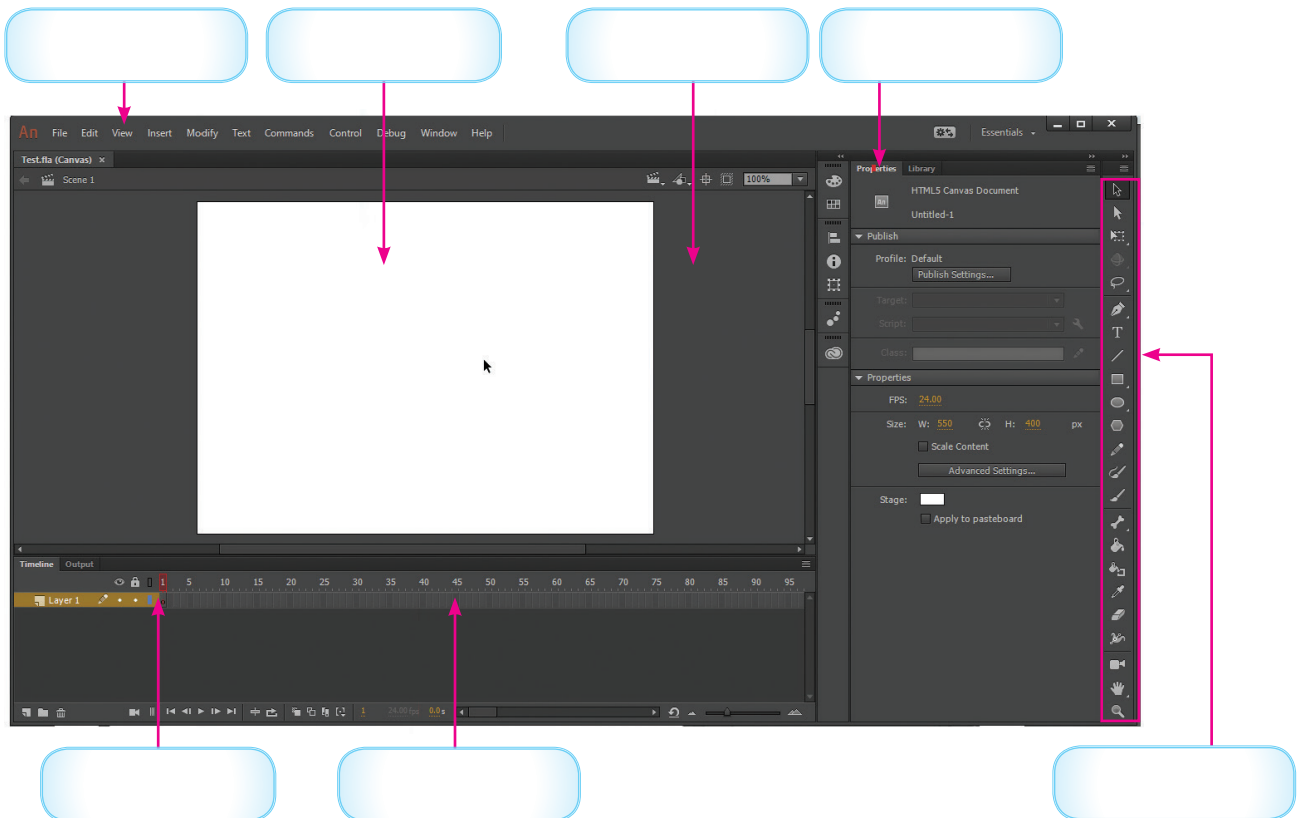 An File Edit View Insert Modify Text Commands Control Debug Window Help Essentials
Test.fla (Canvas) ×
Scene 1 100%
Properties Library
An HTML5 Canvas Document
Untitled-1
Publish
Profile: Default
Publish Settings...
Target:
Script:
Class:
Properties
FPS: 24.00
Size: W: 550 H: 400 px
Scale Content
Advanced Settings...
Stage:
Apply to pasteboard
T
Timeline Output
1 5 10 15 20 25 30 35 40 45 50 55 60 65 70 75 80 85 90 95
Layer 1
1 24.00 fps 0.0 s